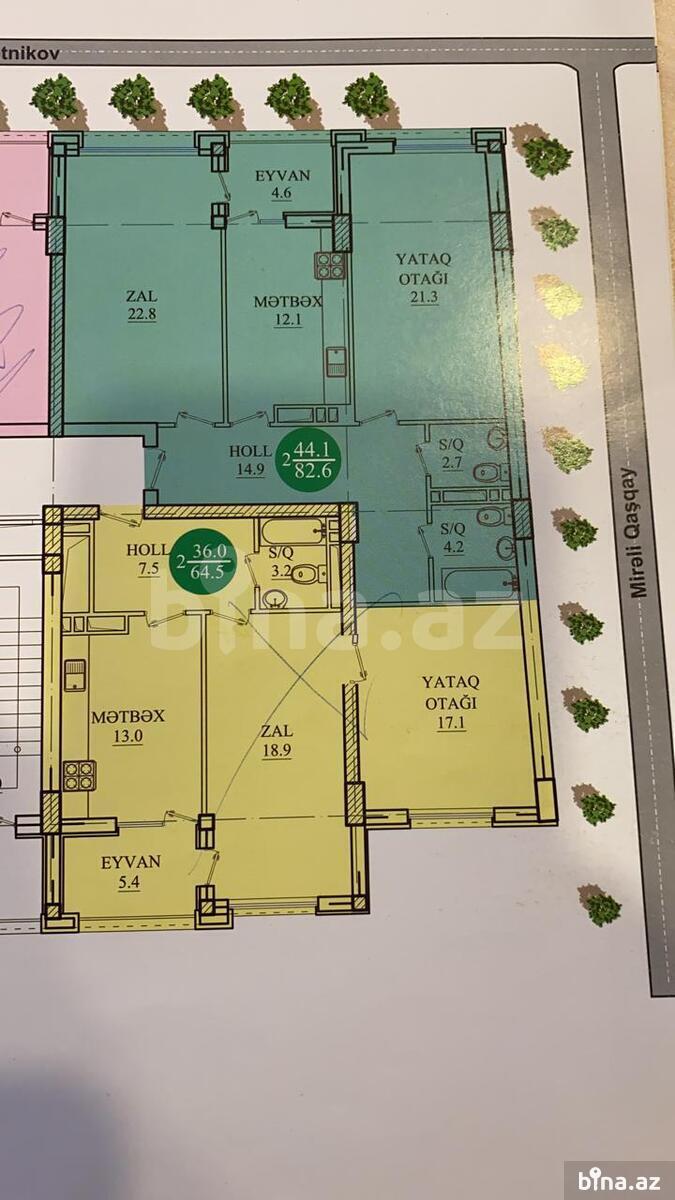 tnikov
EYVAN
4.6
YATAQ
OTAĞI
21.3
ZAL
22.8
MƏTBƏX
12.1
HOLL
14.9
2 44.1
82.6
S/Q
2.7
S/Q
4.2
Mirəli Qaşqay
HOLL
7.5
2 36.0
64.5
S/Q
3.2
bina.az
MƏTBƏX
13.0
ZAL
18.9
YATAQ
OTAĞI
17.1
EYVAN
5.4
bina.az